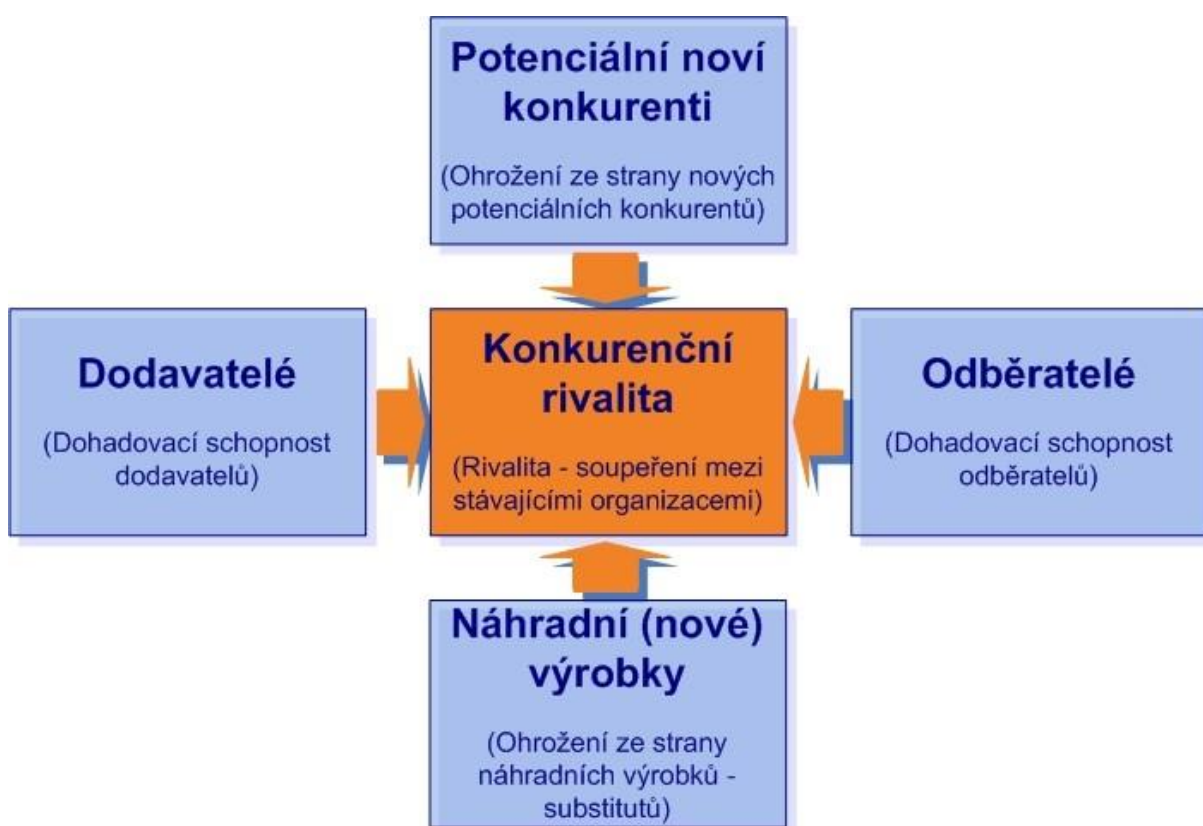 Potenciální noví
konkurenti
(Ohrožení ze strany nových
potenciálních konkurentů)
Dodavatelé
(Dohadovací schopnost
dodavatelů)
Konkurenční
rivalita
(Rivalita - soupeření mezi
stávajícími organizacemi)
Odběratelé
(Dohadovací schopnost
odběratelů)
Náhradní (nové)
výrobky
(Ohrožení ze strany
náhradních výrobků -
substitutů)